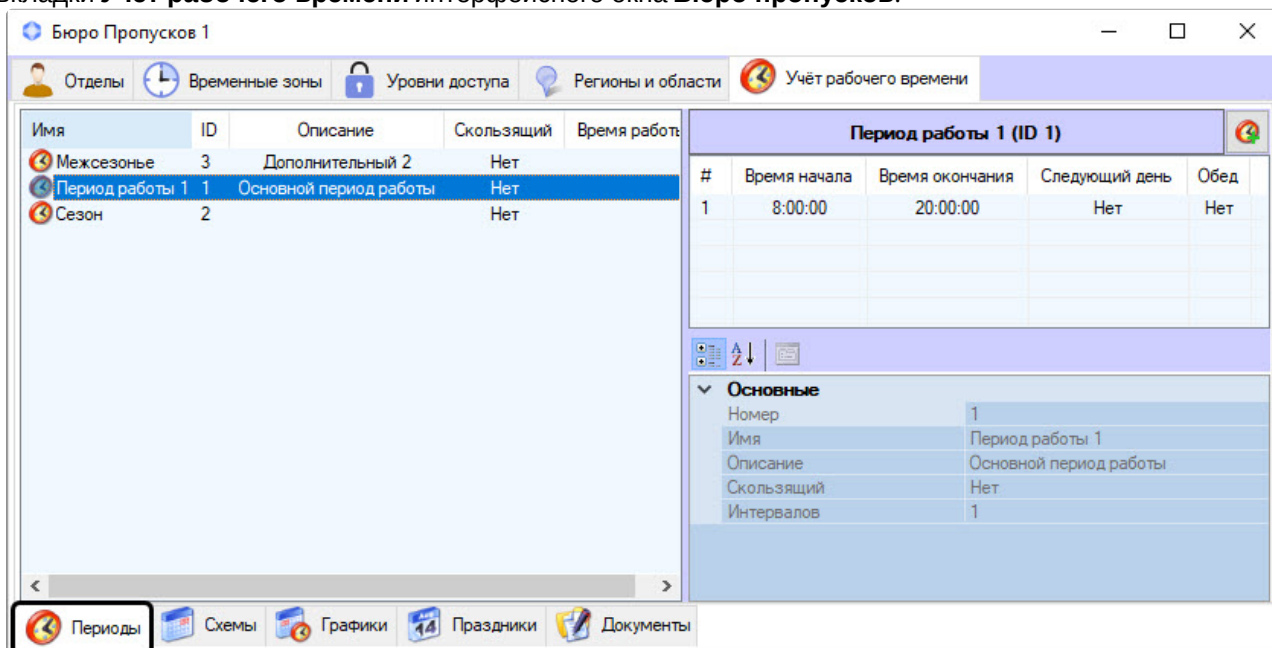 вкладки Учёт рабочего времени интерфейсного окна Бюро пропусков.
Бюро Пропусков 1
Отделы Временные зоны Уровни доступа Регионы и области Учёт рабочего времени
Имя ID Описание Скользящий Время работы
Межсезонье 3 Дополнительный 2 Нет
Период работы 1 1 Основной период работы Нет
Сезон 2 Нет
Период работы 1 (ID 1)
# Время начала Время окончания Следующий день Обед
1 8:00:00 20:00:00 Нет Нет
Основные
Номер 1
Имя Период работы 1
Описание Основной период работы
Скользящий Нет
Интервалов 1
Периоды Схемы Графики Праздники Документы